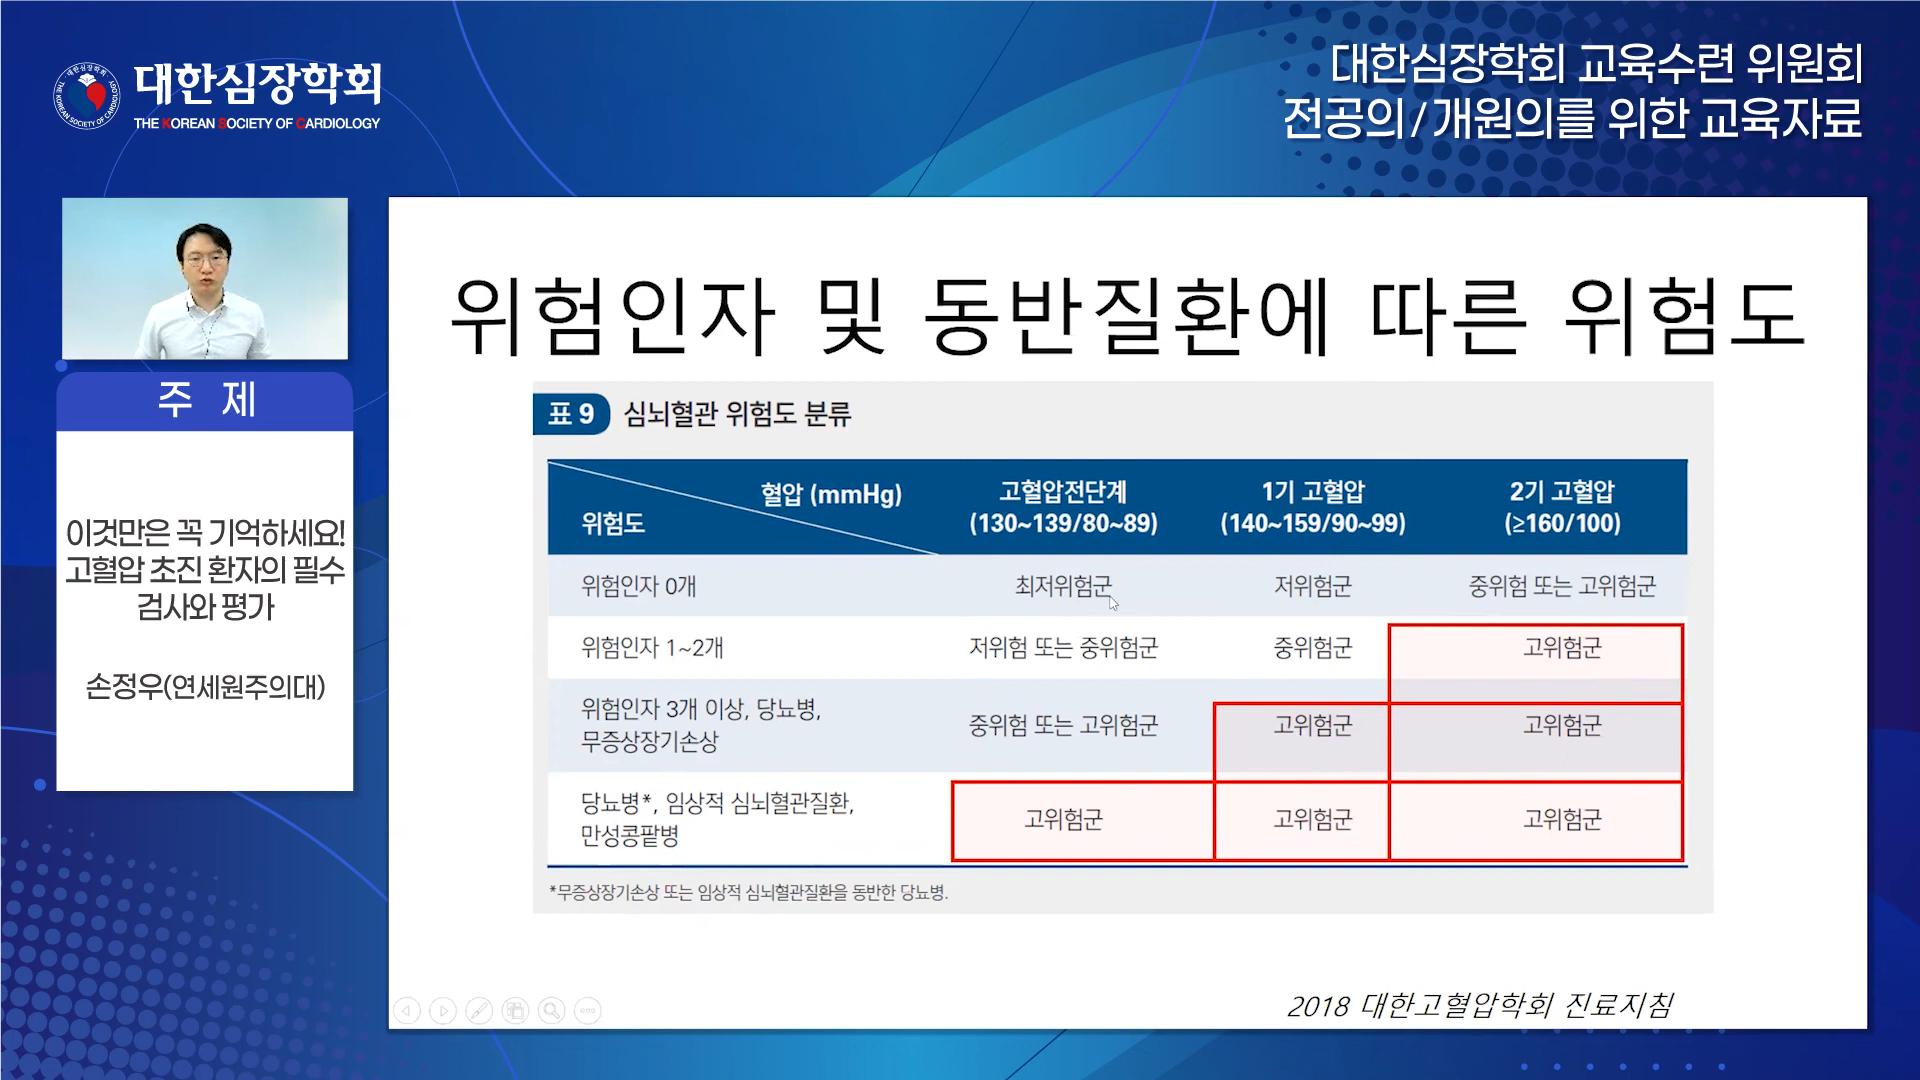 대한심장학회
THE KOREAN SOCIETY OF CARDIOLOGY
대한심장학회
THE KOREAN SOCIETY OF CARDIOLOGY
대한심장학회 교육수련 위원회
전공의/개원의를 위한 교육자료
주 제
이것만은 꼭 기억하세요!
고혈압 초진 환자의 필수
검사와 평가
손정우(연세원주의대)
위험인자 및 동반질환에 따른 위험도
표 9 심뇌혈관 위험도 분류
혈압 (mmHg)
위험도
고혈압전단계
(130~139/80~89)
1기 고혈압
(140~159/90~99)
2기 고혈압
(≥160/100)
위험인자 0개 최저위험군 저위험군 중위험 또는 고위험군
위험인자 1~2개 저위험 또는 중위험군 중위험군 고위험군
위험인자 3개 이상, 당뇨병,
무증상장기손상
중위험 또는 고위험군 고위험군 고위험군
당뇨병*, 임상적 심뇌혈관질환,
만성콩팥병
고위험군 고위험군 고위험군
*무증상장기손상 또는 임상적 심뇌혈관질환을 동반한 당뇨병.
2018 대한고혈압학회 진료지침